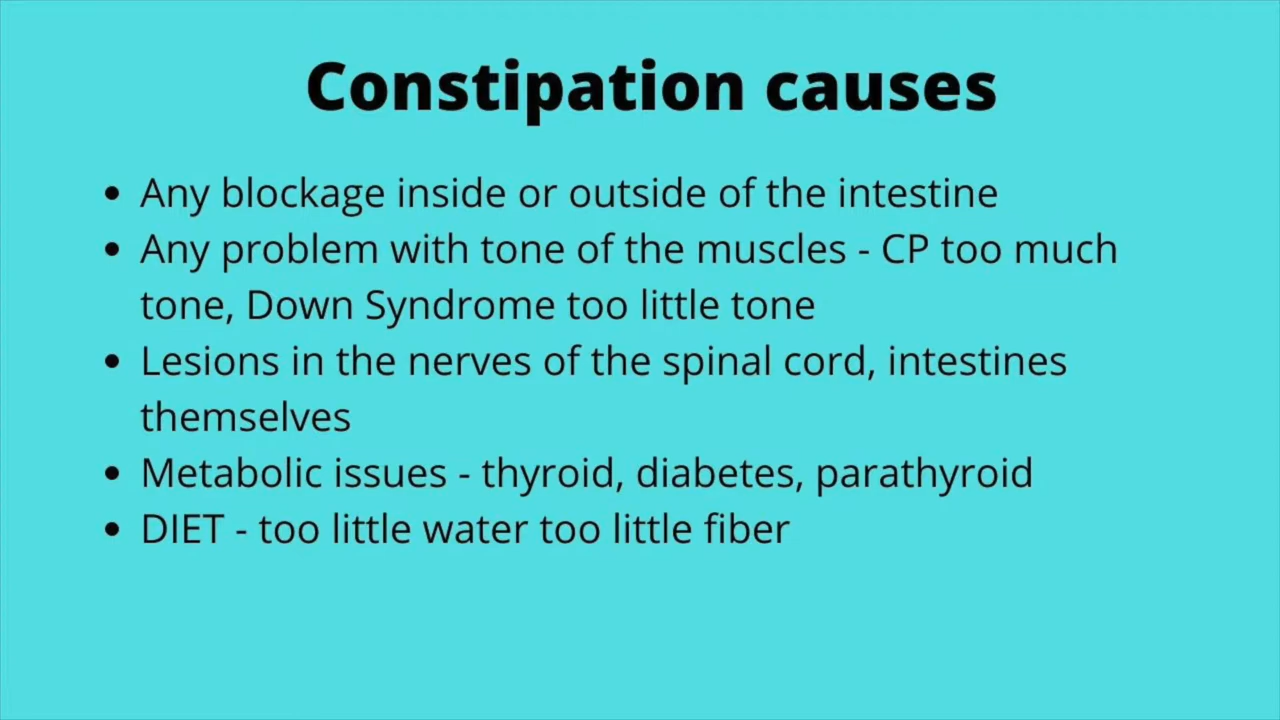 Constipation causes
• Any blockage inside or outside of the intestine
• Any problem with tone of the muscles - CP too much
tone, Down Syndrome too little tone
• Lesions in the nerves of the spinal cord, intestines
themselves
• Metabolic issues - thyroid, diabetes, parathyroid
• DIET - too little water too little fiber